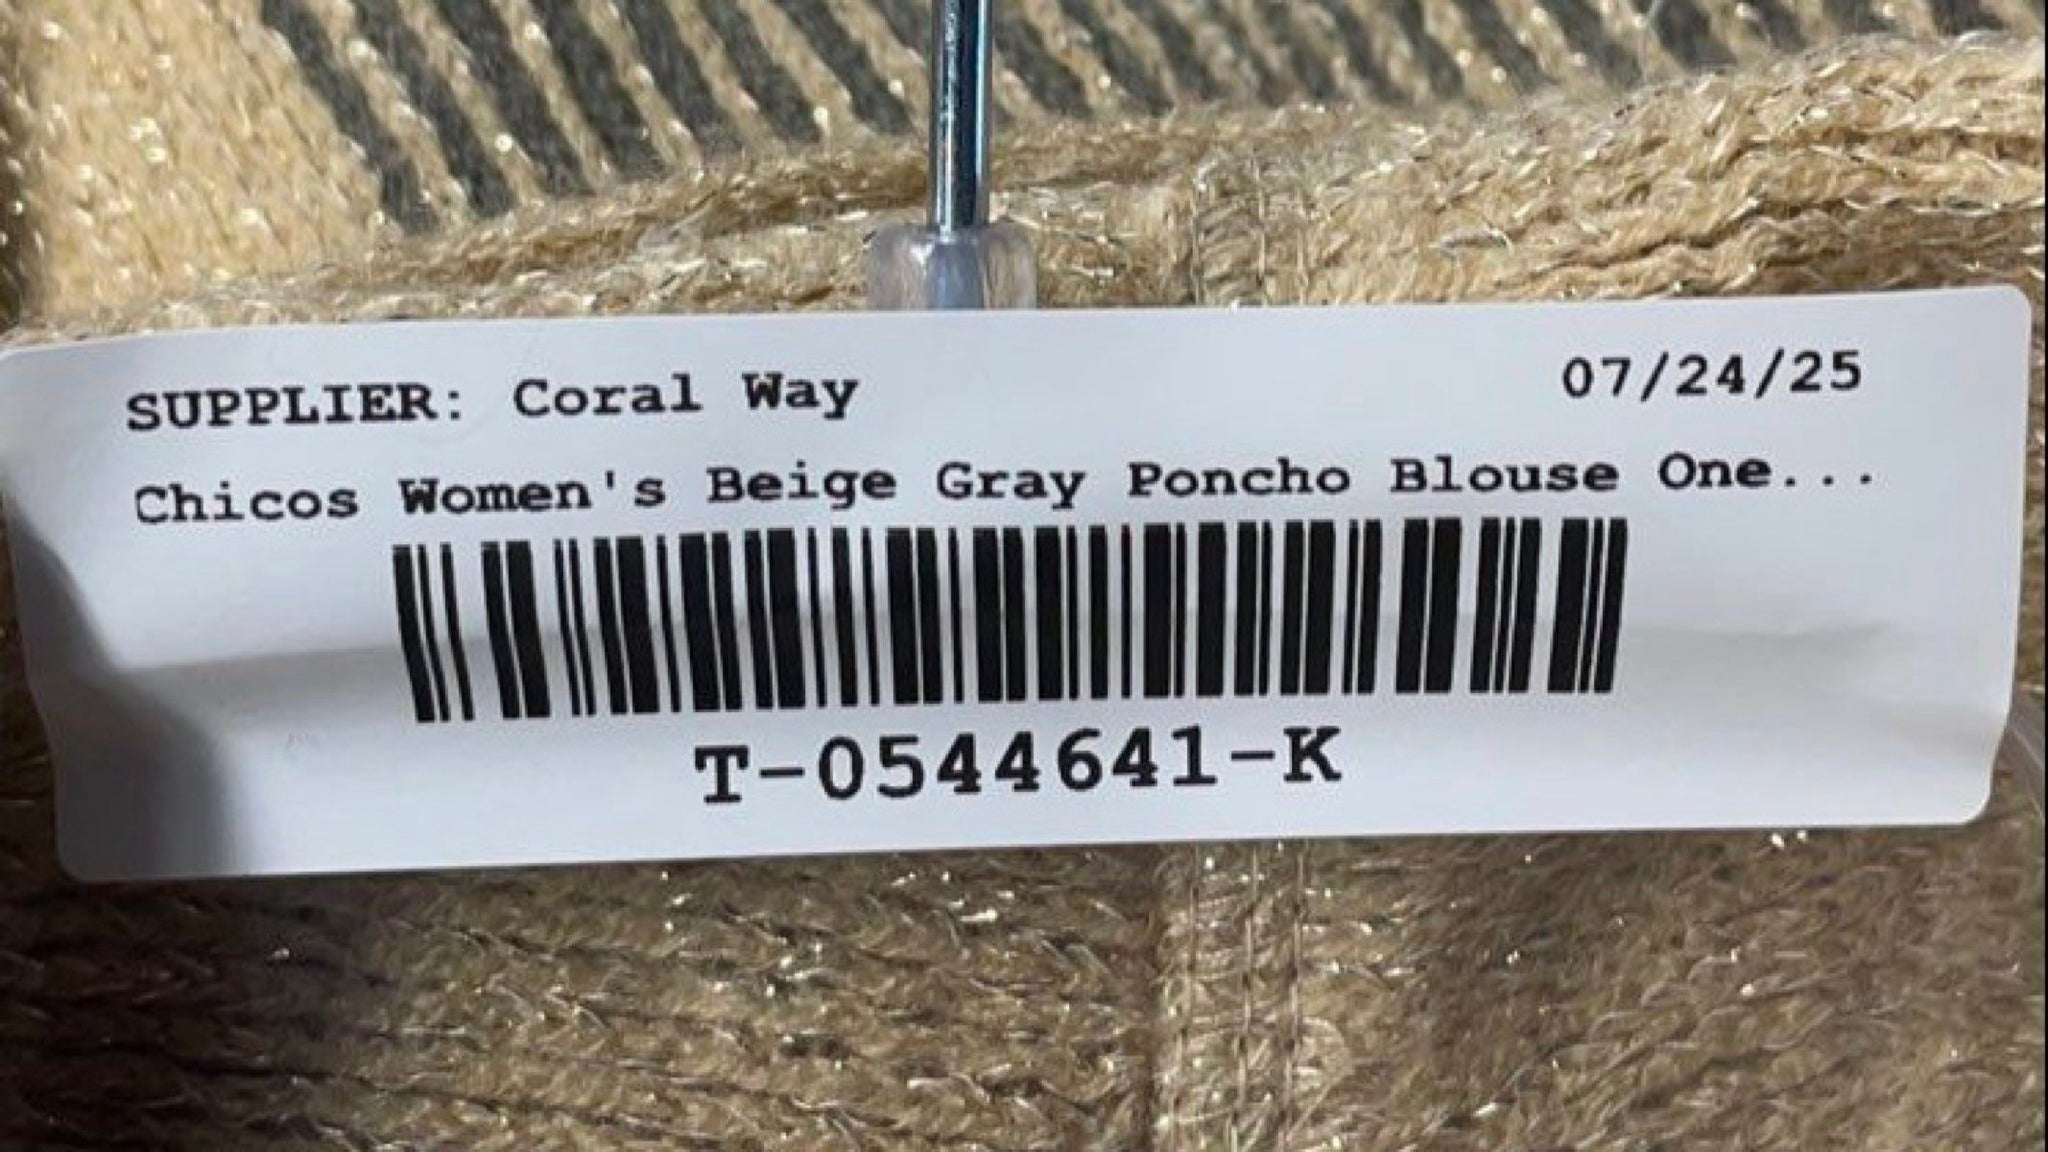 SUPPLIER: Coral Way 07/24/25
Chicos Women's Beige Gray Poncho Blouse One...
T-0544641-K